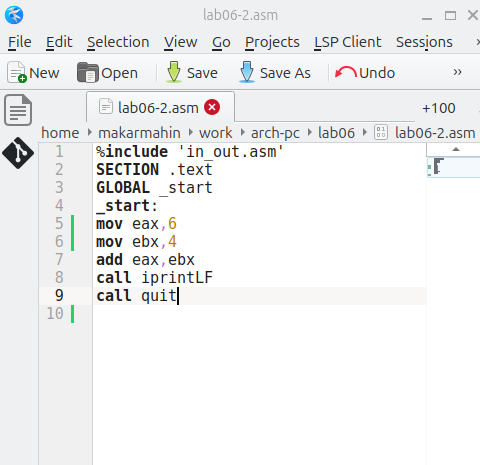 lab06-2.asm
File Edit Selection View Go Projects LSP Client Sessions
New Open Save Save As Undo
lab06-2.asm +100
home makarmahin work arch-pc lab06 lab06-2.asm
1 %include 'in_out.asm'
2 SECTION .text
3 GLOBAL _start
4 _start:
5 mov eax,6
6 mov ebx,4
7 add eax,ebx
8 call iprintLF
9 call quit
10